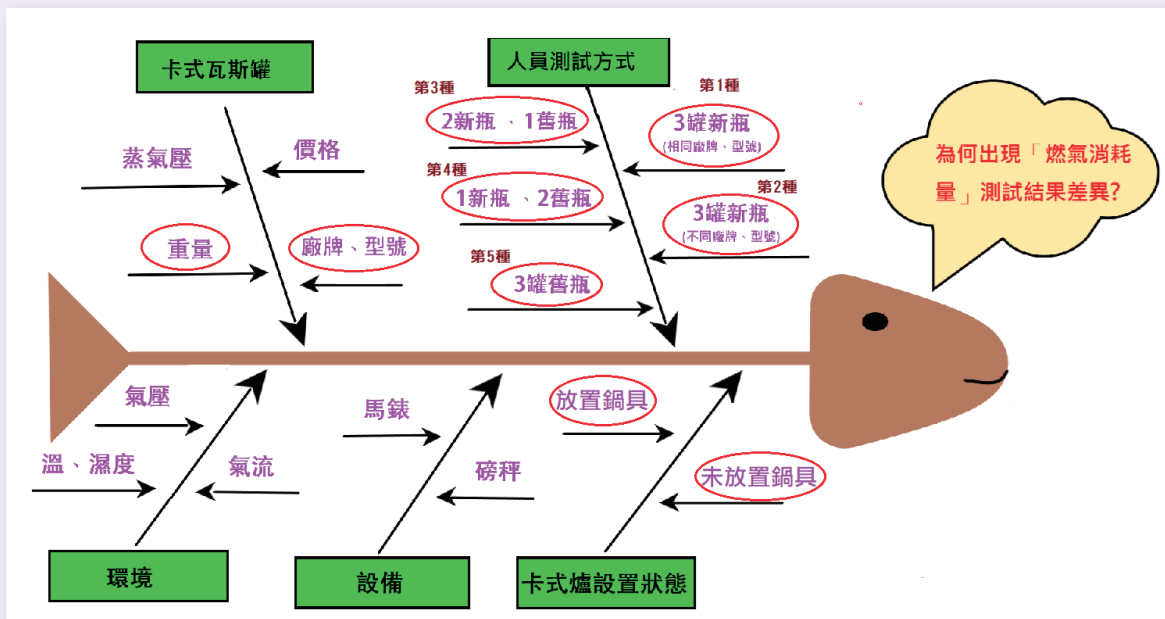 卡式瓦斯罐
蒸氣壓
價格
重量
廠牌、型號
人員測試方式
第3種
2新瓶、1舊瓶
第1種
3罐新瓶
(相同廠牌、型號)
第4種
1新瓶、2舊瓶
第2種
3罐新瓶
(不同廠牌、型號)
第5種
3罐舊瓶
為何出現「燃氣消耗
量」測試結果差異?
氣壓
溫、濕度
氣流
環境
馬錶
磅秤
設備
放置鍋具
未放置鍋具
卡式爐設置狀態